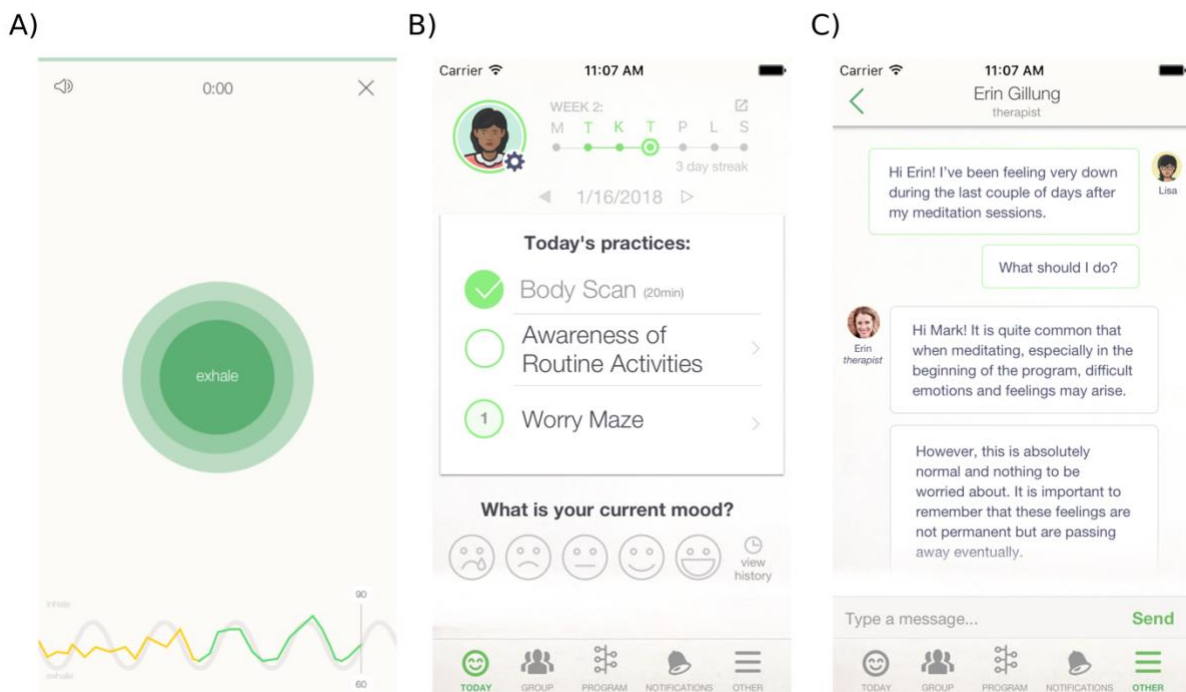 A)
0:00
exhale
90
inhale
exhale
60
B)
Carrier
11:07 AM
WEEK 2:
M T K T P L S
3 day streak
1/16/2018
Today's practices:
Body Scan (20min)
Awareness of
Routine Activities
1 Worry Maze
What is your current mood?
view
history
TODAY GROUP PROGRAM NOTIFICATIONS OTHER
C)
Carrier
11:07 AM
Erin Gillung
therapist
Hi Erin! I've been feeling very down
during the last couple of days after
my meditation sessions.
Lisa
What should I do?
Erin
therapist
Hi Mark! It is quite common that
when meditating, especially in the
beginning of the program, difficult
emotions and feelings may arise.
However, this is absolutely
normal and nothing to be
worried about. It is important to
remember that these feelings are
not permanent but are passing
away eventually.
Type a message... Send
TODAY GROUP PROGRAM NOTIFICATIONS OTHER